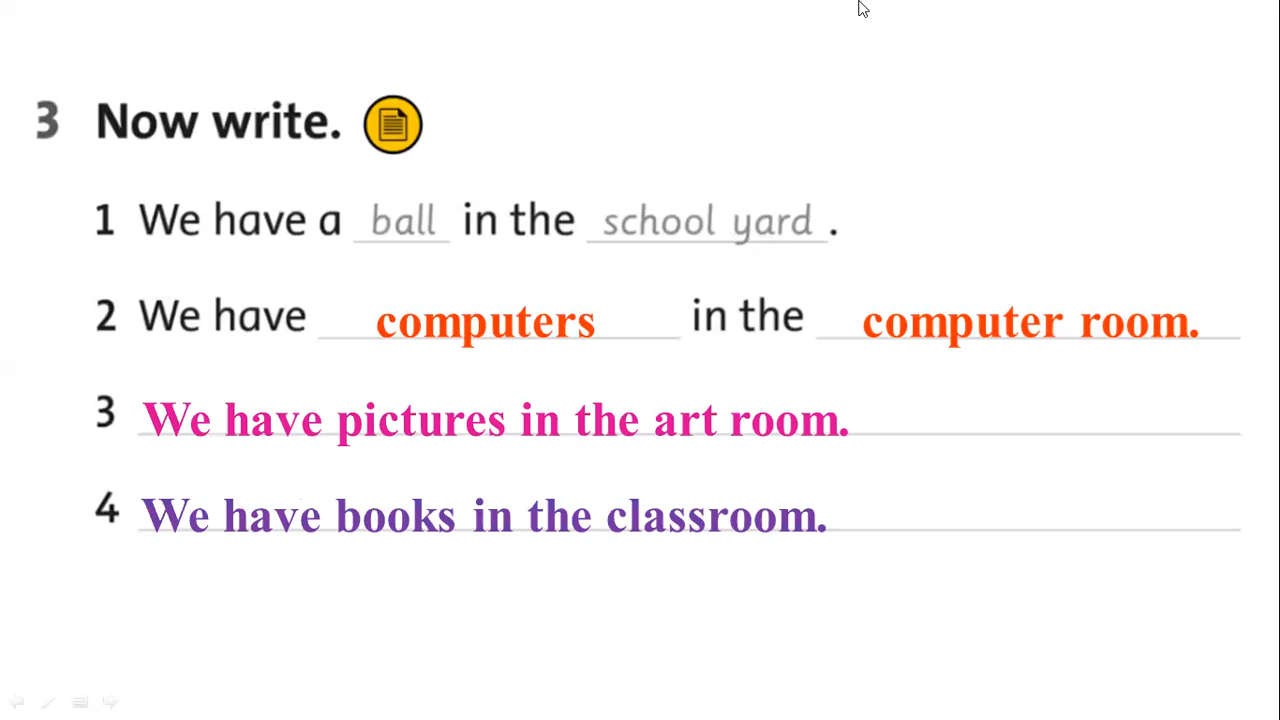 3 Now write.
1 We have a ball in the school yard .
2 We have computers in the computer room.
3 We have pictures in the art room.
4 We have books in the classroom.